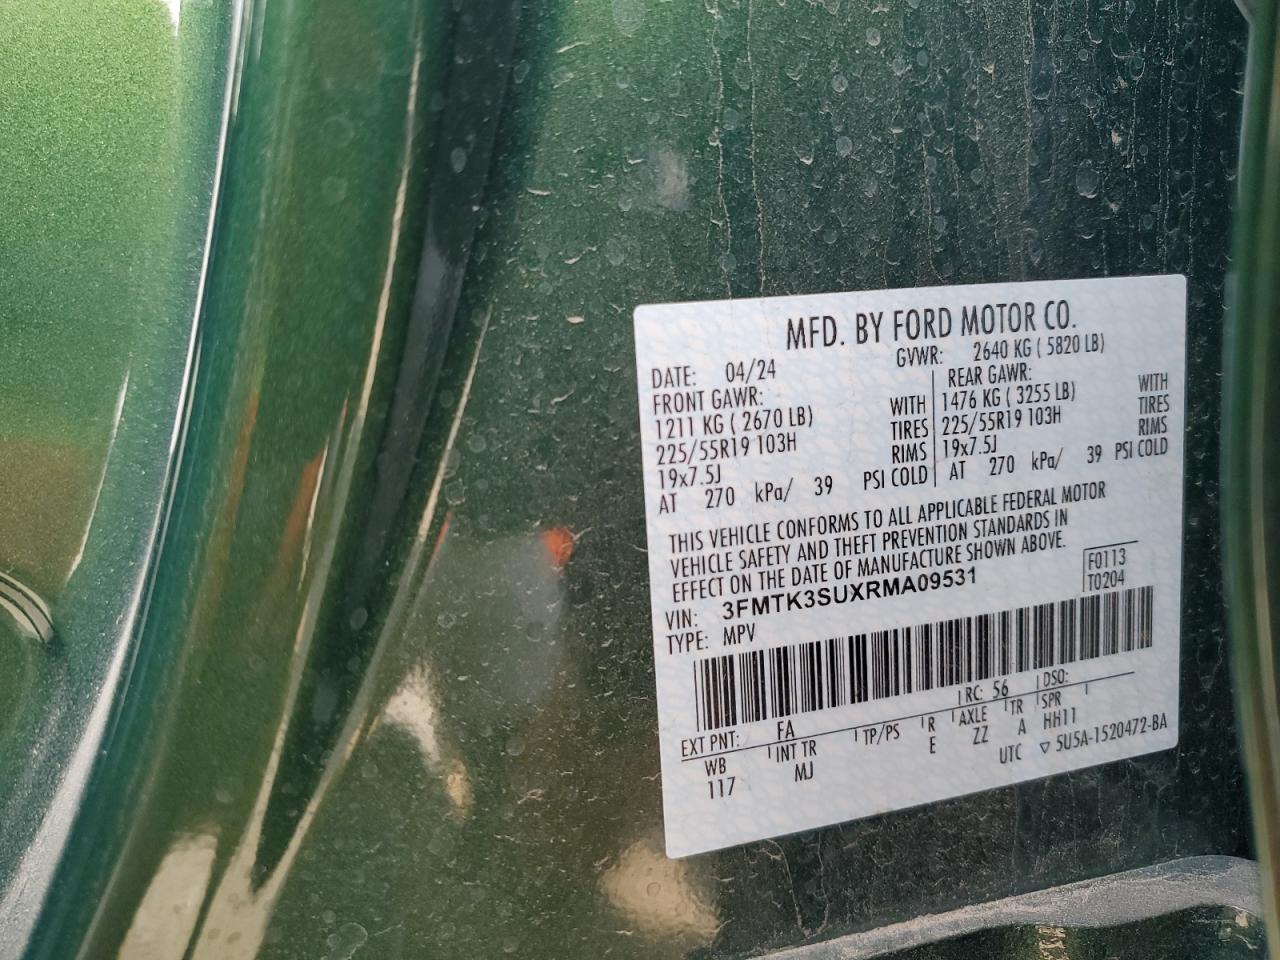 MFD. BY FORD MOTOR CO.
DATE: 04/24 GVWR: 2640 KG ( 5820 LB)
FRONT GAWR: REAR GAWR:
1211 KG ( 2670 LB) WITH 1476 KG ( 3255 LB) WITH
225/55R19 103H TIRES 225/55R19 103H TIRES
19x7.5J RIMS 19x7.5J RIMS
AT 270 kPa/ 39 PSI COLD AT 270 kPa/ 39 PSI COLD
THIS VEHICLE CONFORMS TO ALL APPLICABLE FEDERAL MOTOR
VEHICLE SAFETY AND THEFT PREVENTION STANDARDS IN
EFFECT ON THE DATE OF MANUFACTURE SHOWN ABOVE.
VIN: 3FMTK3SUXRMA09531 F0113
TYPE: MPV T0204
EXT PNT: FA RC: 56 DSO:
WB INT TR TP/PS R AXLE TR SPR
117 MJ E ZZ A HH11
UTC ▽ 5U5A-1520472-BA